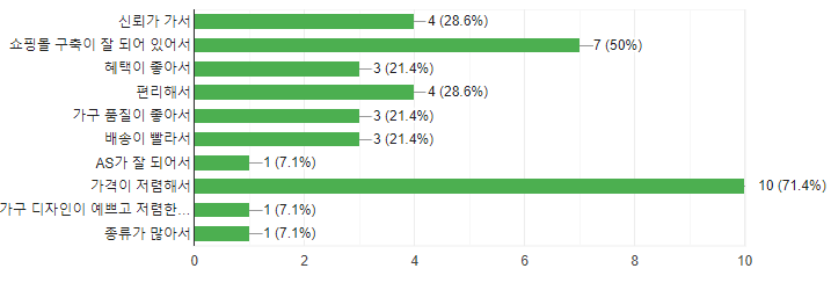 신뢰가 가서 4 (28.6%)
쇼핑몰 구축이 잘 되어 있어서 7 (50%)
혜택이 좋아서 3 (21.4%)
편리해서 4 (28.6%)
가구 품질이 좋아서 3 (21.4%)
배송이 빨라서 3 (21.4%)
AS가 잘 되어서 1 (7.1%)
가격이 저렴해서 10 (71.4%)
가구 디자인이 예쁘고 저렴한... 1 (7.1%)
종류가 많아서 1 (7.1%)
0 2 4 6 8 10